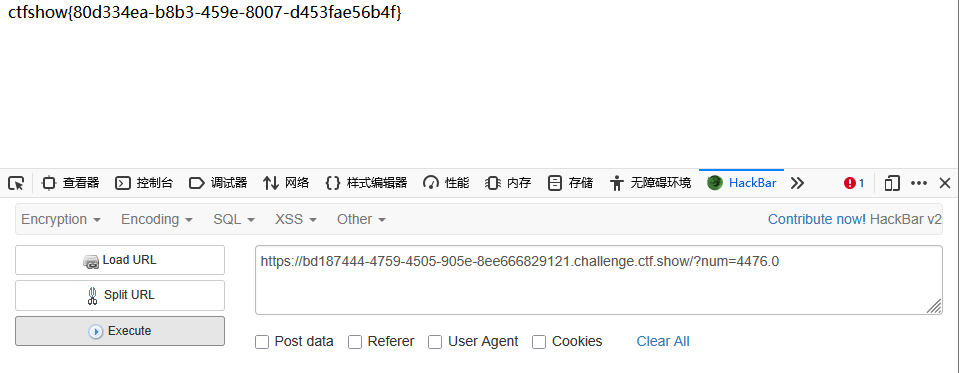 ctfshow{80d334ea-b8b3-459e-8007-d453fae56b4f}
查看器 控制台 调试器 网络 样式编辑器 性能 内存 存储 无障碍环境 HackBar 1
Encryption Encoding SQL XSS Other Contribute now! HackBar v2
Load URL
https://bd187444-4759-4505-905e-8ee666829121.challenge.ctf.show/?num=4476.0
Split URL
Execute
Post data Referer User Agent Cookies Clear All